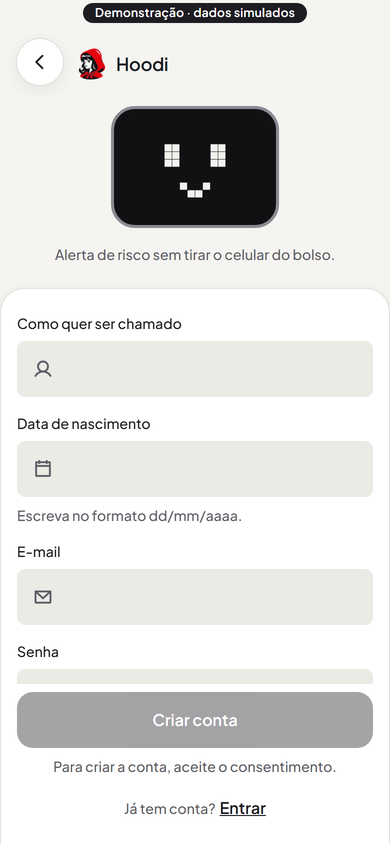 Demonstração · dados simulados
Hoodi
Alerta de risco sem tirar o celular do bolso.
Como quer ser chamado
Data de nascimento
Escreva no formato dd/mm/aaaa.
E-mail
Senha
Criar conta
Para criar a conta, aceite o consentimento.
Já tem conta? Entrar